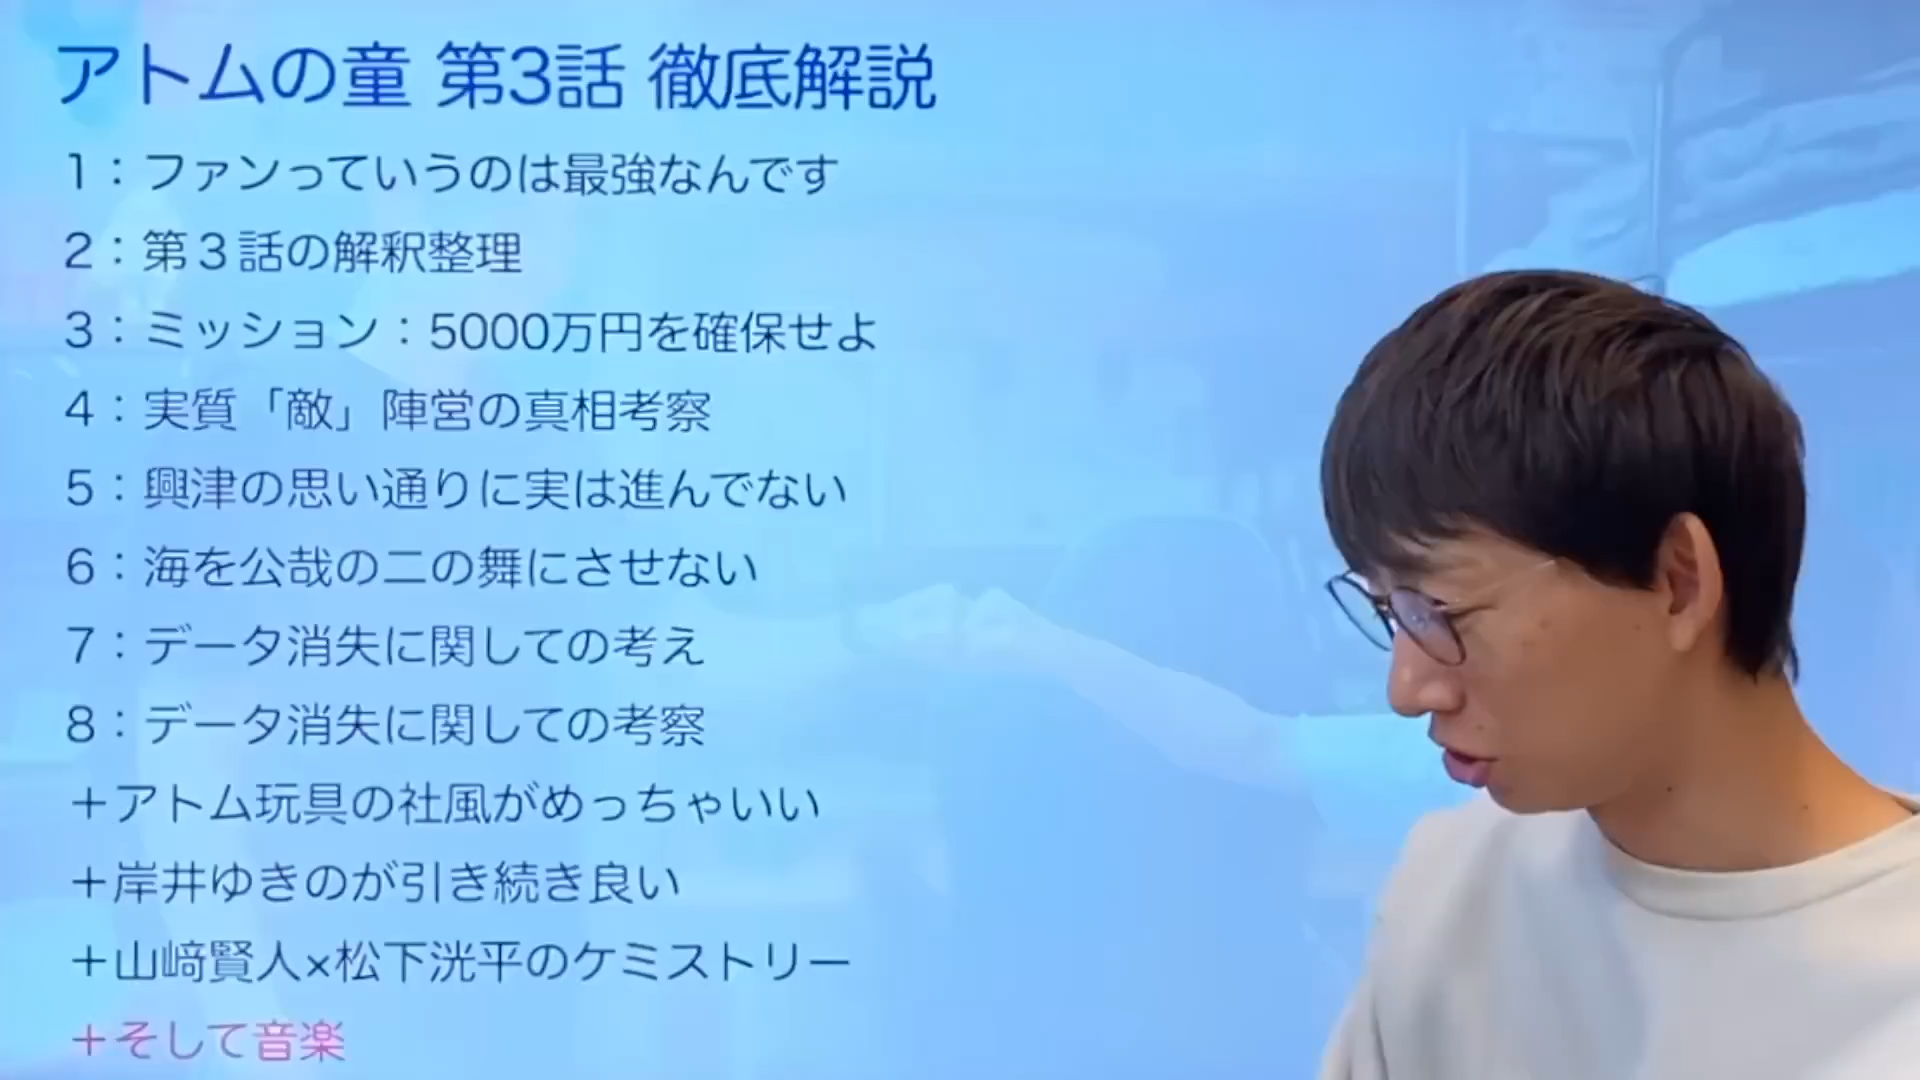 アトムの童 第3話 徹底解説
1：ファンっていうのは最強なんです
2：第３話の解釈整理
3：ミッション：5000万円を確保せよ
4：実質「敵」陣営の真相考察
5：興津の思い通りに実は進んでない
6：海を公哉の二の舞にさせない
7：データ消失に関しての考え
8：データ消失に関しての考察
＋アトム玩具の社風がめっちゃいい
＋岸井ゆきのが引き続き良い
＋山﨑賢人×松下洸平のケミストリー
＋そして音楽